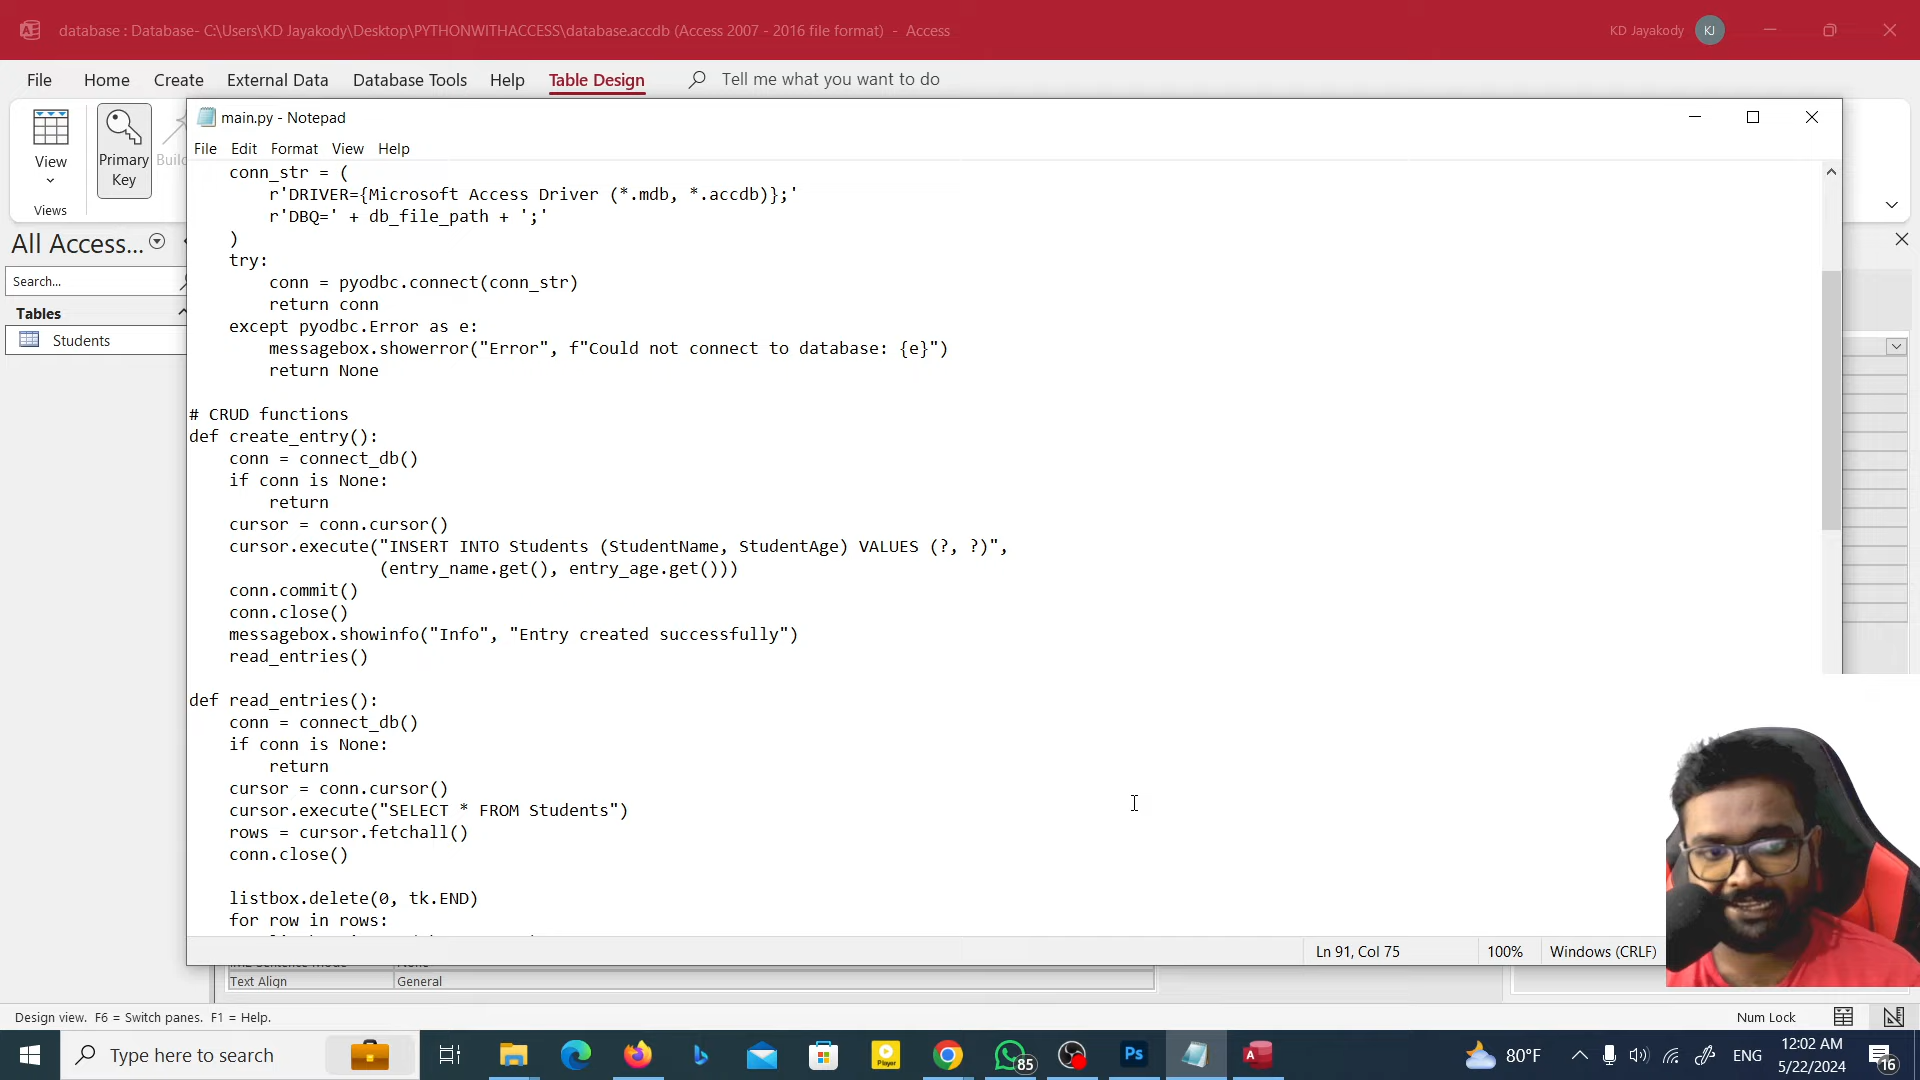 database : Database- C:\Users\KD Jayakody\Desktop\PYTHONWITHACCESS\database.accdb (Access 2007 - 2016 file format) - Access
KD Jayakody
KJ
File Home Create External Data Database Tools Help Table Design
Tell me what you want to do
View
Primary
Key
Views
main.py - Notepad
File Edit Format View Help
conn_str = (
r'DRIVER={Microsoft Access Driver (*.mdb, *.accdb)};'
r'DBQ=' + db_file_path + ';'
)
try:
conn = pyodbc.connect(conn_str)
return conn
except pyodbc.Error as e:
messagebox.showerror("Error", f"Could not connect to database: {e}")
return None
# CRUD functions
def create_entry():
conn = connect_db()
if conn is None:
return
cursor = conn.cursor()
cursor.execute("INSERT INTO Students (StudentName, StudentAge) VALUES (?, ?)",
(entry_name.get(), entry_age.get()))
conn.commit()
conn.close()
messagebox.showinfo("Info", "Entry created successfully")
read_entries()
def read_entries():
conn = connect_db()
if conn is None:
return
cursor = conn.cursor()
cursor.execute("SELECT * FROM Students")
rows = cursor.fetchall()
conn.close()
listbox.delete(0, tk.END)
for row in rows:
Ln 91, Col 75
100%
Windows (CRLF)
All Access...
Search...
Tables
Students
Text Align General
Design view. F6 = Switch panes. F1 = Help.
Num Lock
Type here to search
Player
85
Ps
A
80°F
ENG
12:02 AM
5/22/2024
16